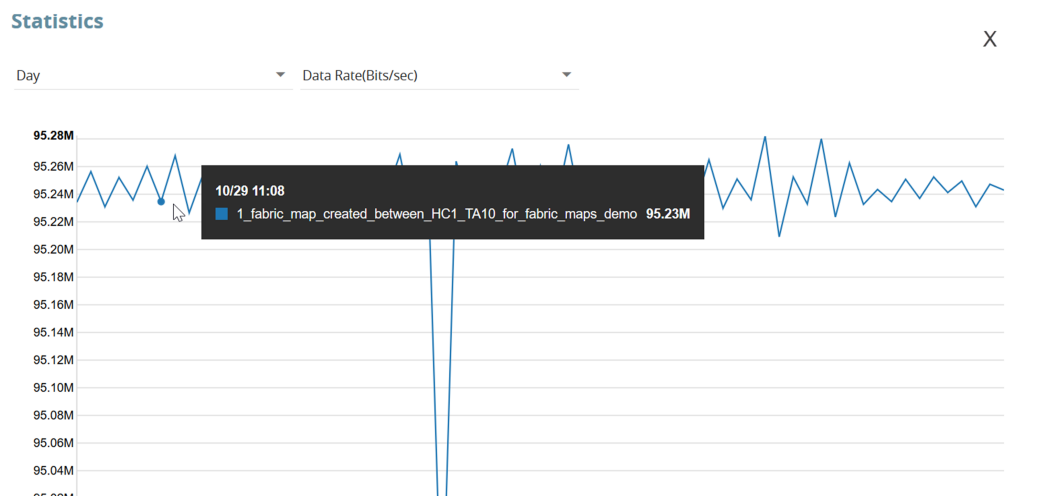 Statistics
X
Day
Data Rate(Bits/sec)
95.28M
95.26M
95.24M
95.22M
95.20M
95.18M
95.16M
95.14M
95.12M
95.10M
95.08M
95.06M
95.04M
10/29 11:08
1_fabric_map_created_between_HC1_TA10_for_fabric_maps_demo 95.23M